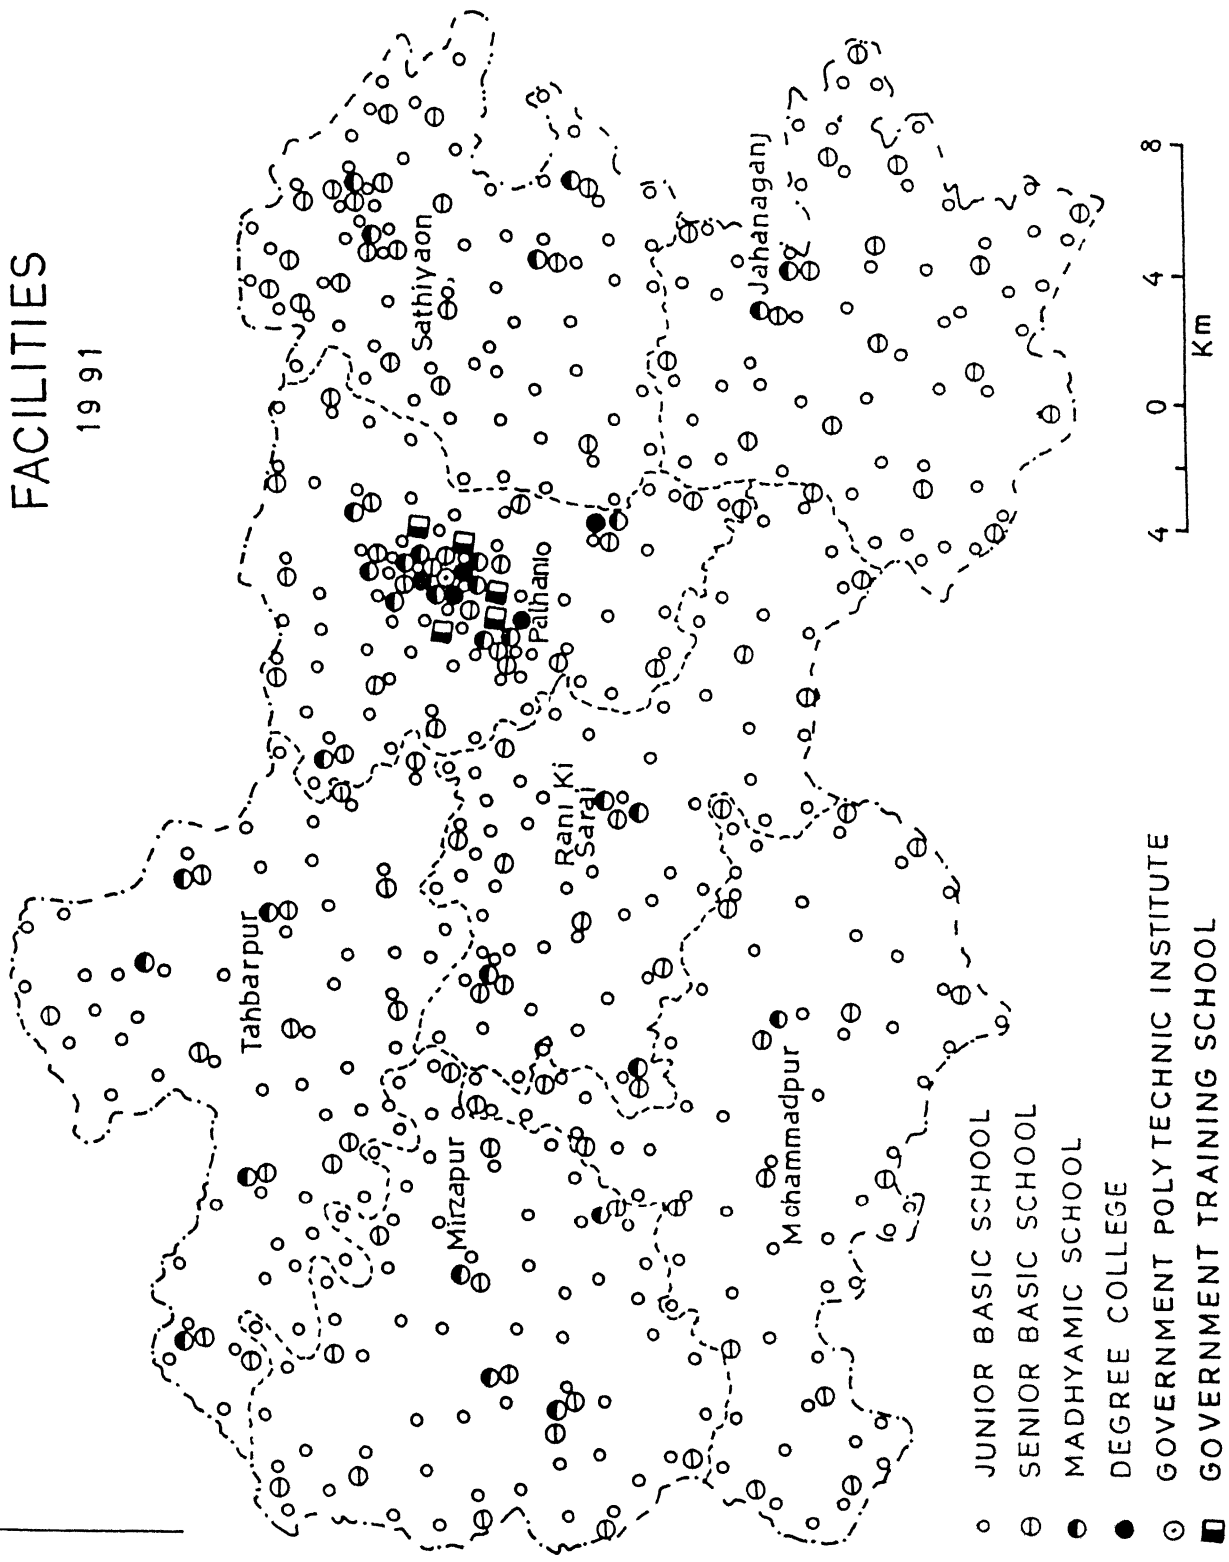 FACILITIES
1991
Tahbarpur
Sathiyaon
Palhanio
Mirzapur
Rani Ki
Sarai
Jahanaganj
Mohammadpur
JUNIOR BASIC SCHOOL
SENIOR BASIC SCHOOL
MADHYAMIC SCHOOL
DEGREE COLLEGE
GOVERNMENT POLYTECHNIC INSTITUTE
GOVERNMENT TRAINING SCHOOL
4 0 4 8
Km